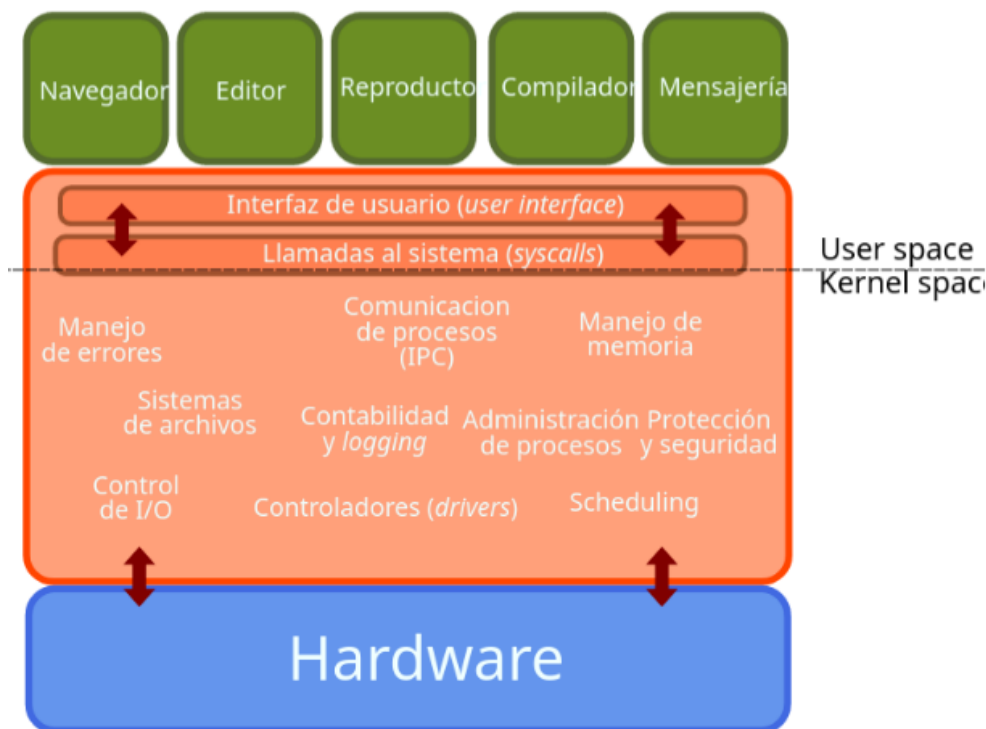 Navegador
Editor
Reproducto
Compilador
Mensajería
Interfaz de usuario (user interface)
Llamadas al sistema (syscalls)
User space
Kernel spac
Manejo
de errores
Comunicacion
de procesos
(IPC)
Manejo de
memoria
Sistemas
de archivos
Contabilidad
y logging
Administración
de procesos
Protección
y seguridad
Control
de I/O
Controladores (drivers)
Scheduling
Hardware